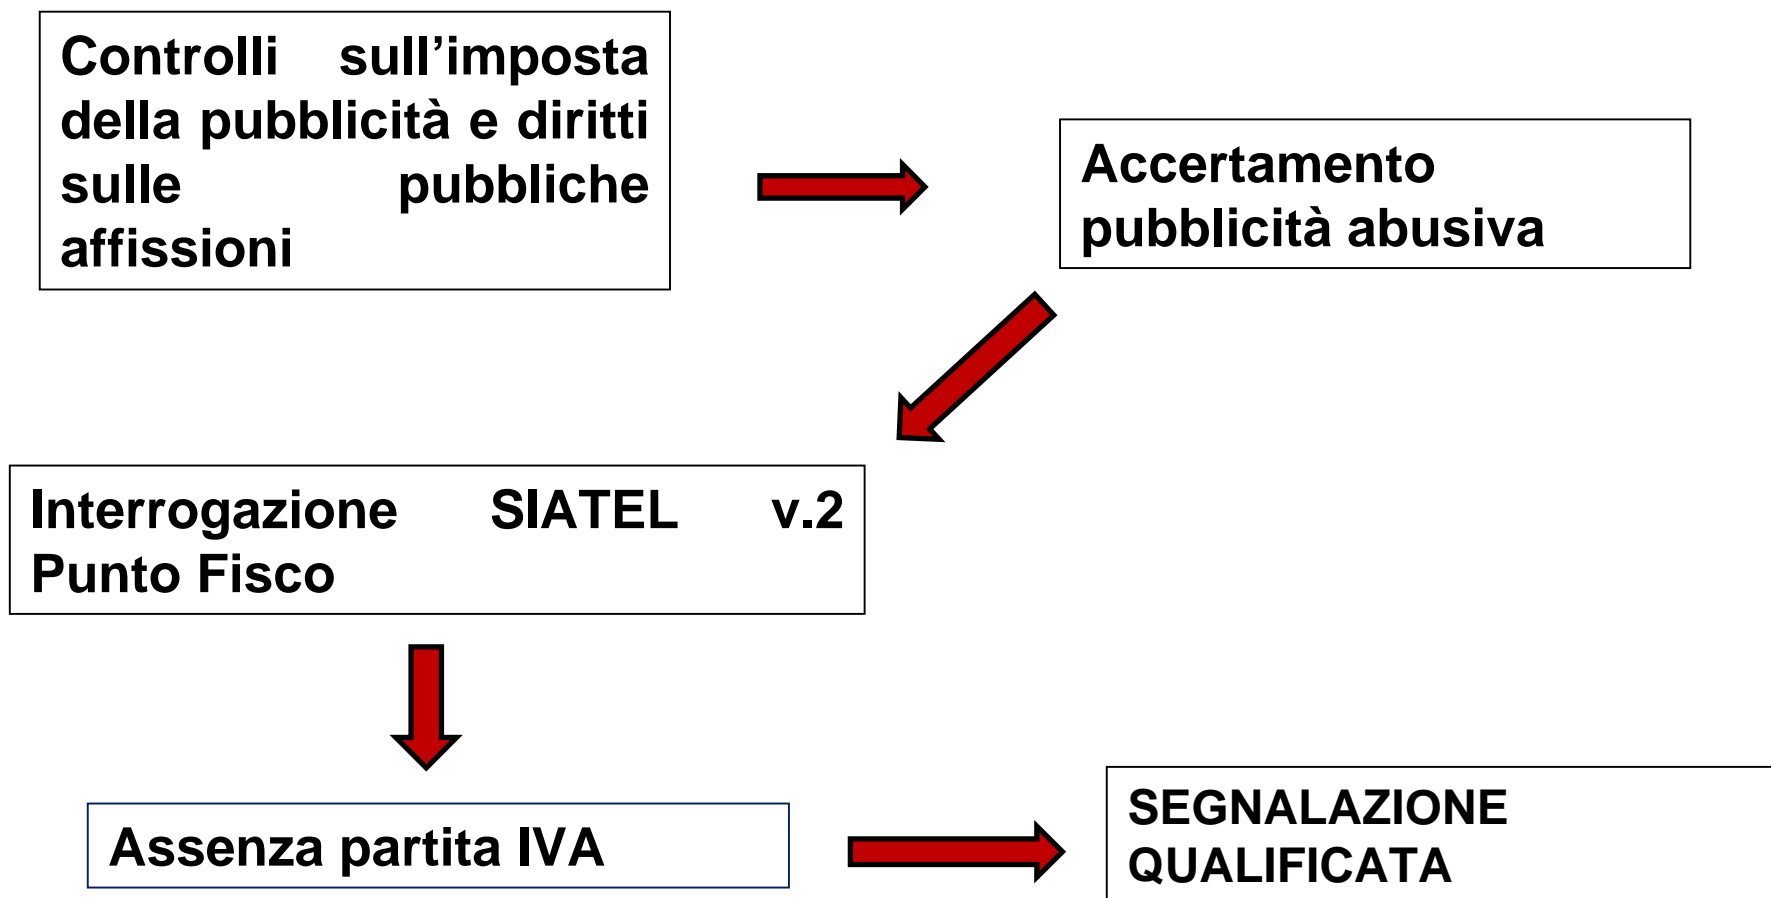 Controlli sull’imposta
della pubblicità e diritti
sulle pubbliche
affissioni
Accertamento
pubblicità abusiva
Interrogazione SIATEL v.2
Punto Fisco
Assenza partita IVA
SEGNALAZIONE
QUALIFICATA